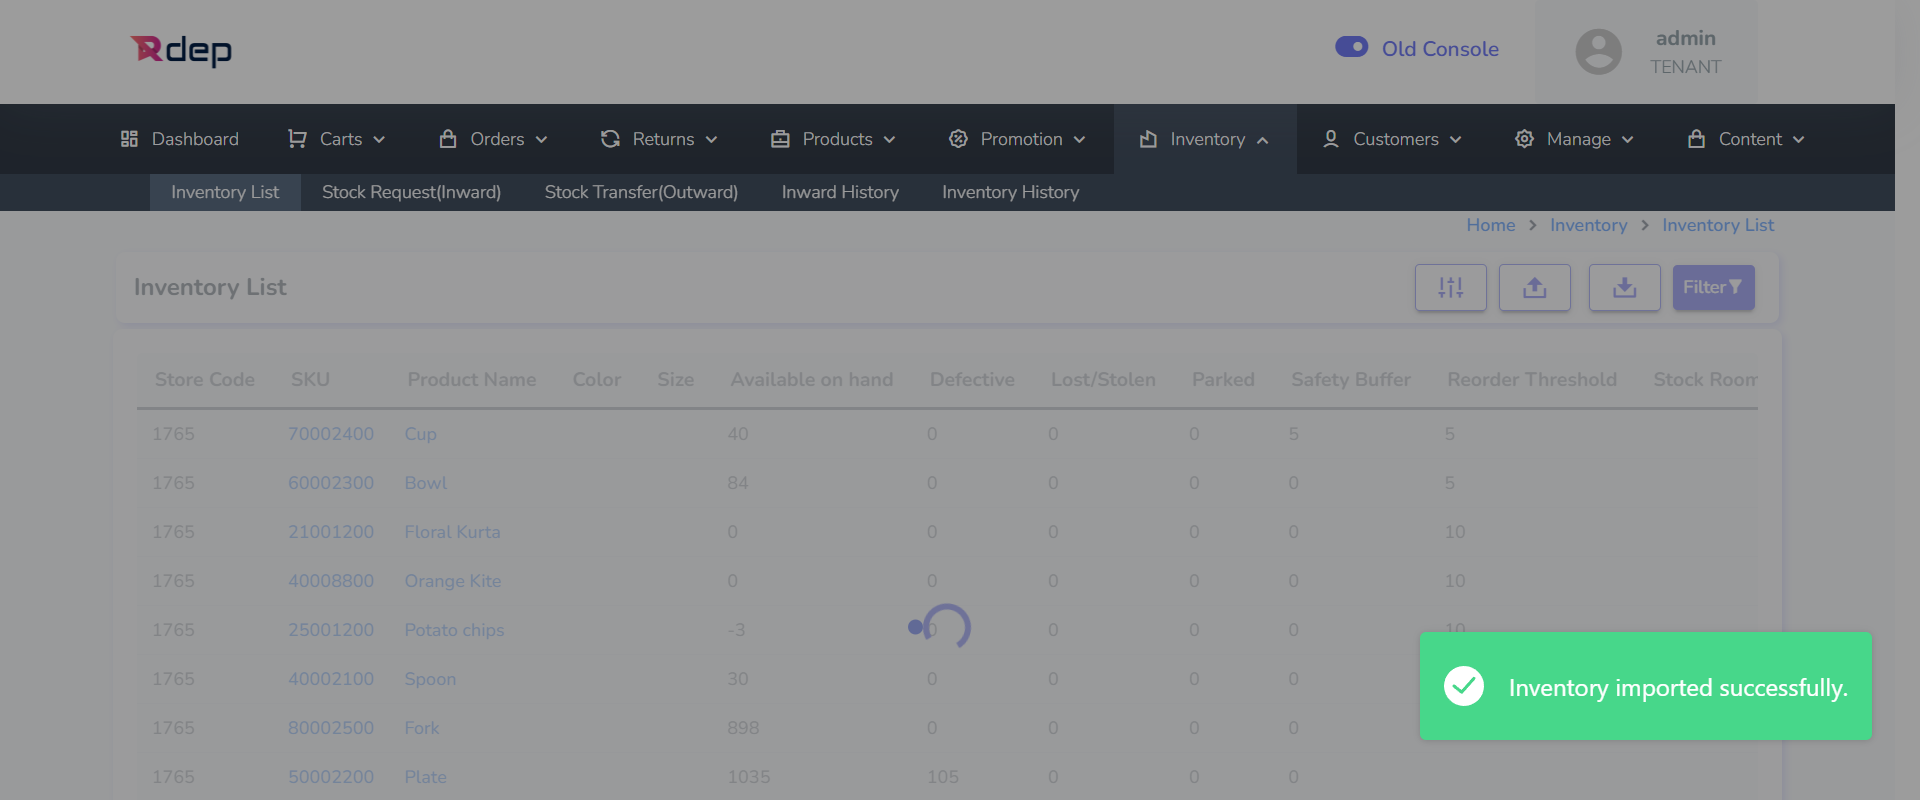 Rdep
Old Console
admin
TENANT
Dashboard Carts Orders Returns Products Promotion Inventory Customers Manage Content
Inventory List Stock Request(Inward) Stock Transfer(Outward) Inward History Inventory History
Home > Inventory > Inventory List
Inventory List
Filter
Store Code SKU Product Name Color Size Available on hand Defective Lost/Stolen Parked Safety Buffer Reorder Threshold Stock Room
1765 70002400 Cup 40 0 0 0 5 5
1765 60002300 Bowl 84 0 0 0 0 5
1765 21001200 Floral Kurta 0 0 0 0 0 10
1765 40008800 Orange Kite 0 0 0 0 0 10
1765 25001200 Potato chips -3 0 0 0 0 10
1765 40002100 Spoon 30 0 0 0 0
1765 80002500 Fork 898 0 0 0 0
1765 50002200 Plate 1035 105 0 0 0
Inventory imported successfully.